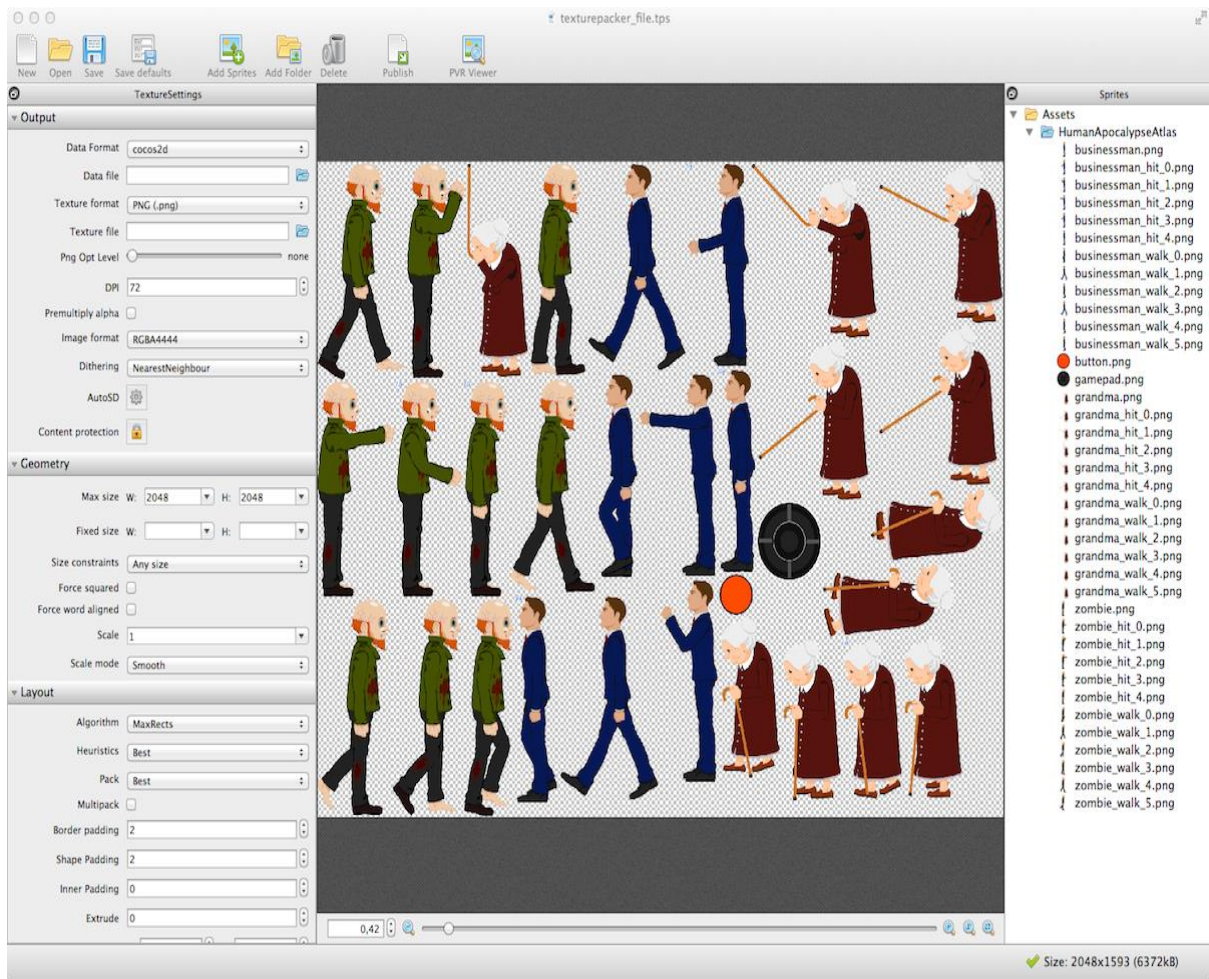 texturepacker_file.tps
New Open Save Save defaults Add Sprites Add Folder Delete Publish PVR Viewer
TextureSettings
Output
Data Format cocos2d
Data file
Texture format PNG (.png)
Texture file
Png Opt Level none
DPI 72
Premultiply alpha
Image format RGBA4444
Dithering NearestNeighbour
AutoSD
Content protection
Geometry
Max size W: 2048 H: 2048
Fixed size W: H:
Size constraints Any size
Force squared
Force word aligned
Scale 1
Scale mode Smooth
Layout
Algorithm MaxRects
Heuristics Best
Pack Best
Multipack
Border padding 2
Shape Padding 2
Inner Padding 0
Extrude 0
0,42
Sprites
Assets
HumanApocalypseAtlas
businessman.png
businessman_hit_0.png
businessman_hit_1.png
businessman_hit_2.png
businessman_hit_3.png
businessman_hit_4.png
businessman_walk_0.png
businessman_walk_1.png
businessman_walk_2.png
businessman_walk_3.png
businessman_walk_4.png
businessman_walk_5.png
button.png
gamepad.png
grandma.png
grandma_hit_0.png
grandma_hit_1.png
grandma_hit_2.png
grandma_hit_3.png
grandma_hit_4.png
grandma_walk_0.png
grandma_walk_1.png
grandma_walk_2.png
grandma_walk_3.png
grandma_walk_4.png
grandma_walk_5.png
zombie.png
zombie_hit_0.png
zombie_hit_1.png
zombie_hit_2.png
zombie_hit_3.png
zombie_hit_4.png
zombie_walk_0.png
zombie_walk_1.png
zombie_walk_2.png
zombie_walk_3.png
zombie_walk_4.png
zombie_walk_5.png
Size: 2048x1593 (6372kB)